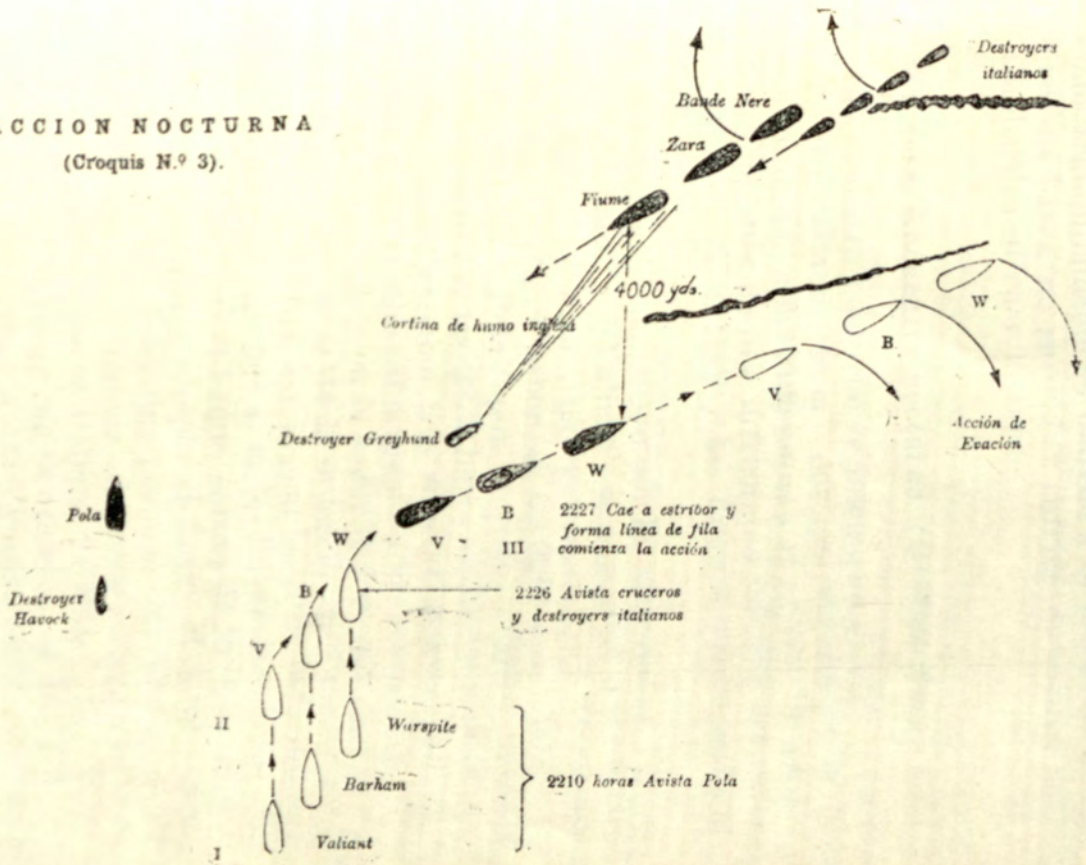 ACCION NOCTURNA
(Croquis N.º 3).
Destroyers
italianos
Bande Nere
Zara
Fiume
4000 yds.
Cortina de humo inglesa
W
B
V
Destroyer Greyhund
Acción de
Evación
W
B
V
III
2227 Cae a estribor y
forma línea de fila
comienza la acción
Pola
Destroyer
Havock
W
B
V
2226 Avista cruceros
y destroyers italianos
II
Warspite
Barham
Valiant
2210 horas Avista Pola
I